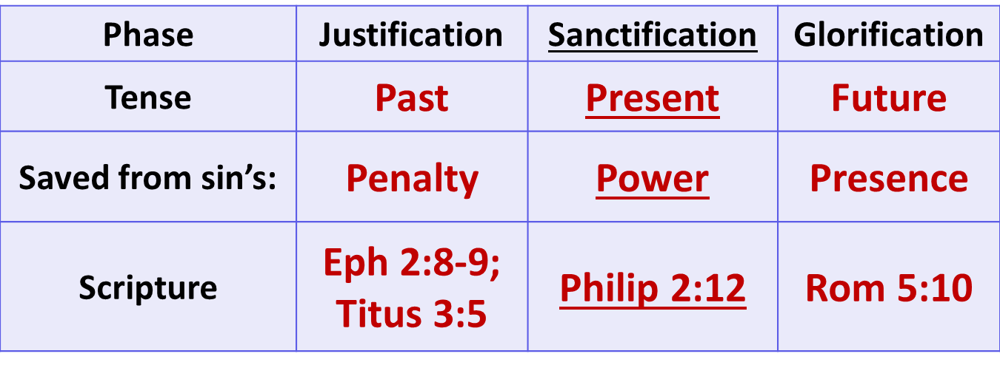 Phase Justification Sanctification Glorification
Tense Past Present Future
Saved from sin’s: Penalty Power Presence
Scripture Eph 2:8-9; Titus 3:5 Philip 2:12 Rom 5:10